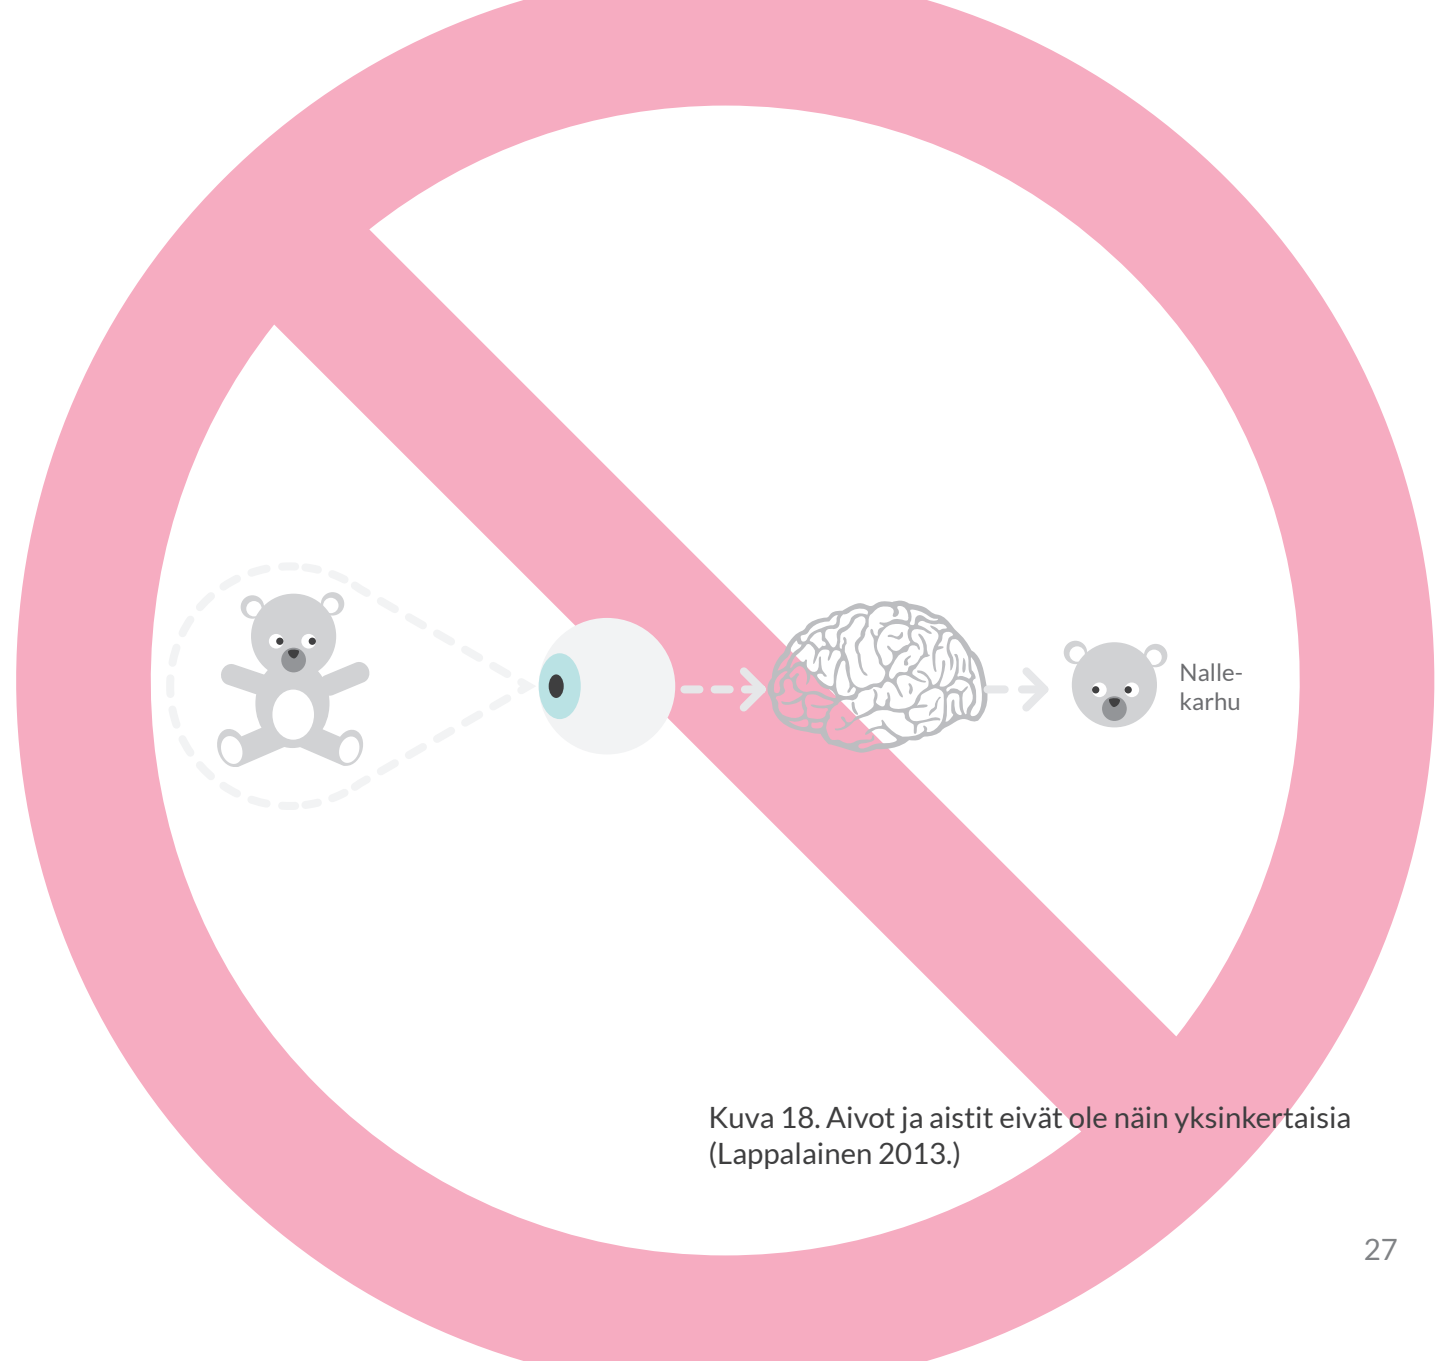 Nalle-
karhu
Kuva 18. Aivot ja aistit eivät ole näin yksinkertaisia
(Lappalainen 2013.)
27